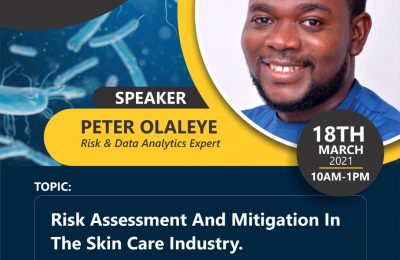 SPEAKER
PETER OLALEYE
Risk & Data Analytics Expert
18TH
MARCH
2021
10AM-1PM
TOPIC:
Risk Assessment And Mitigation In
The Skin Care Industry.